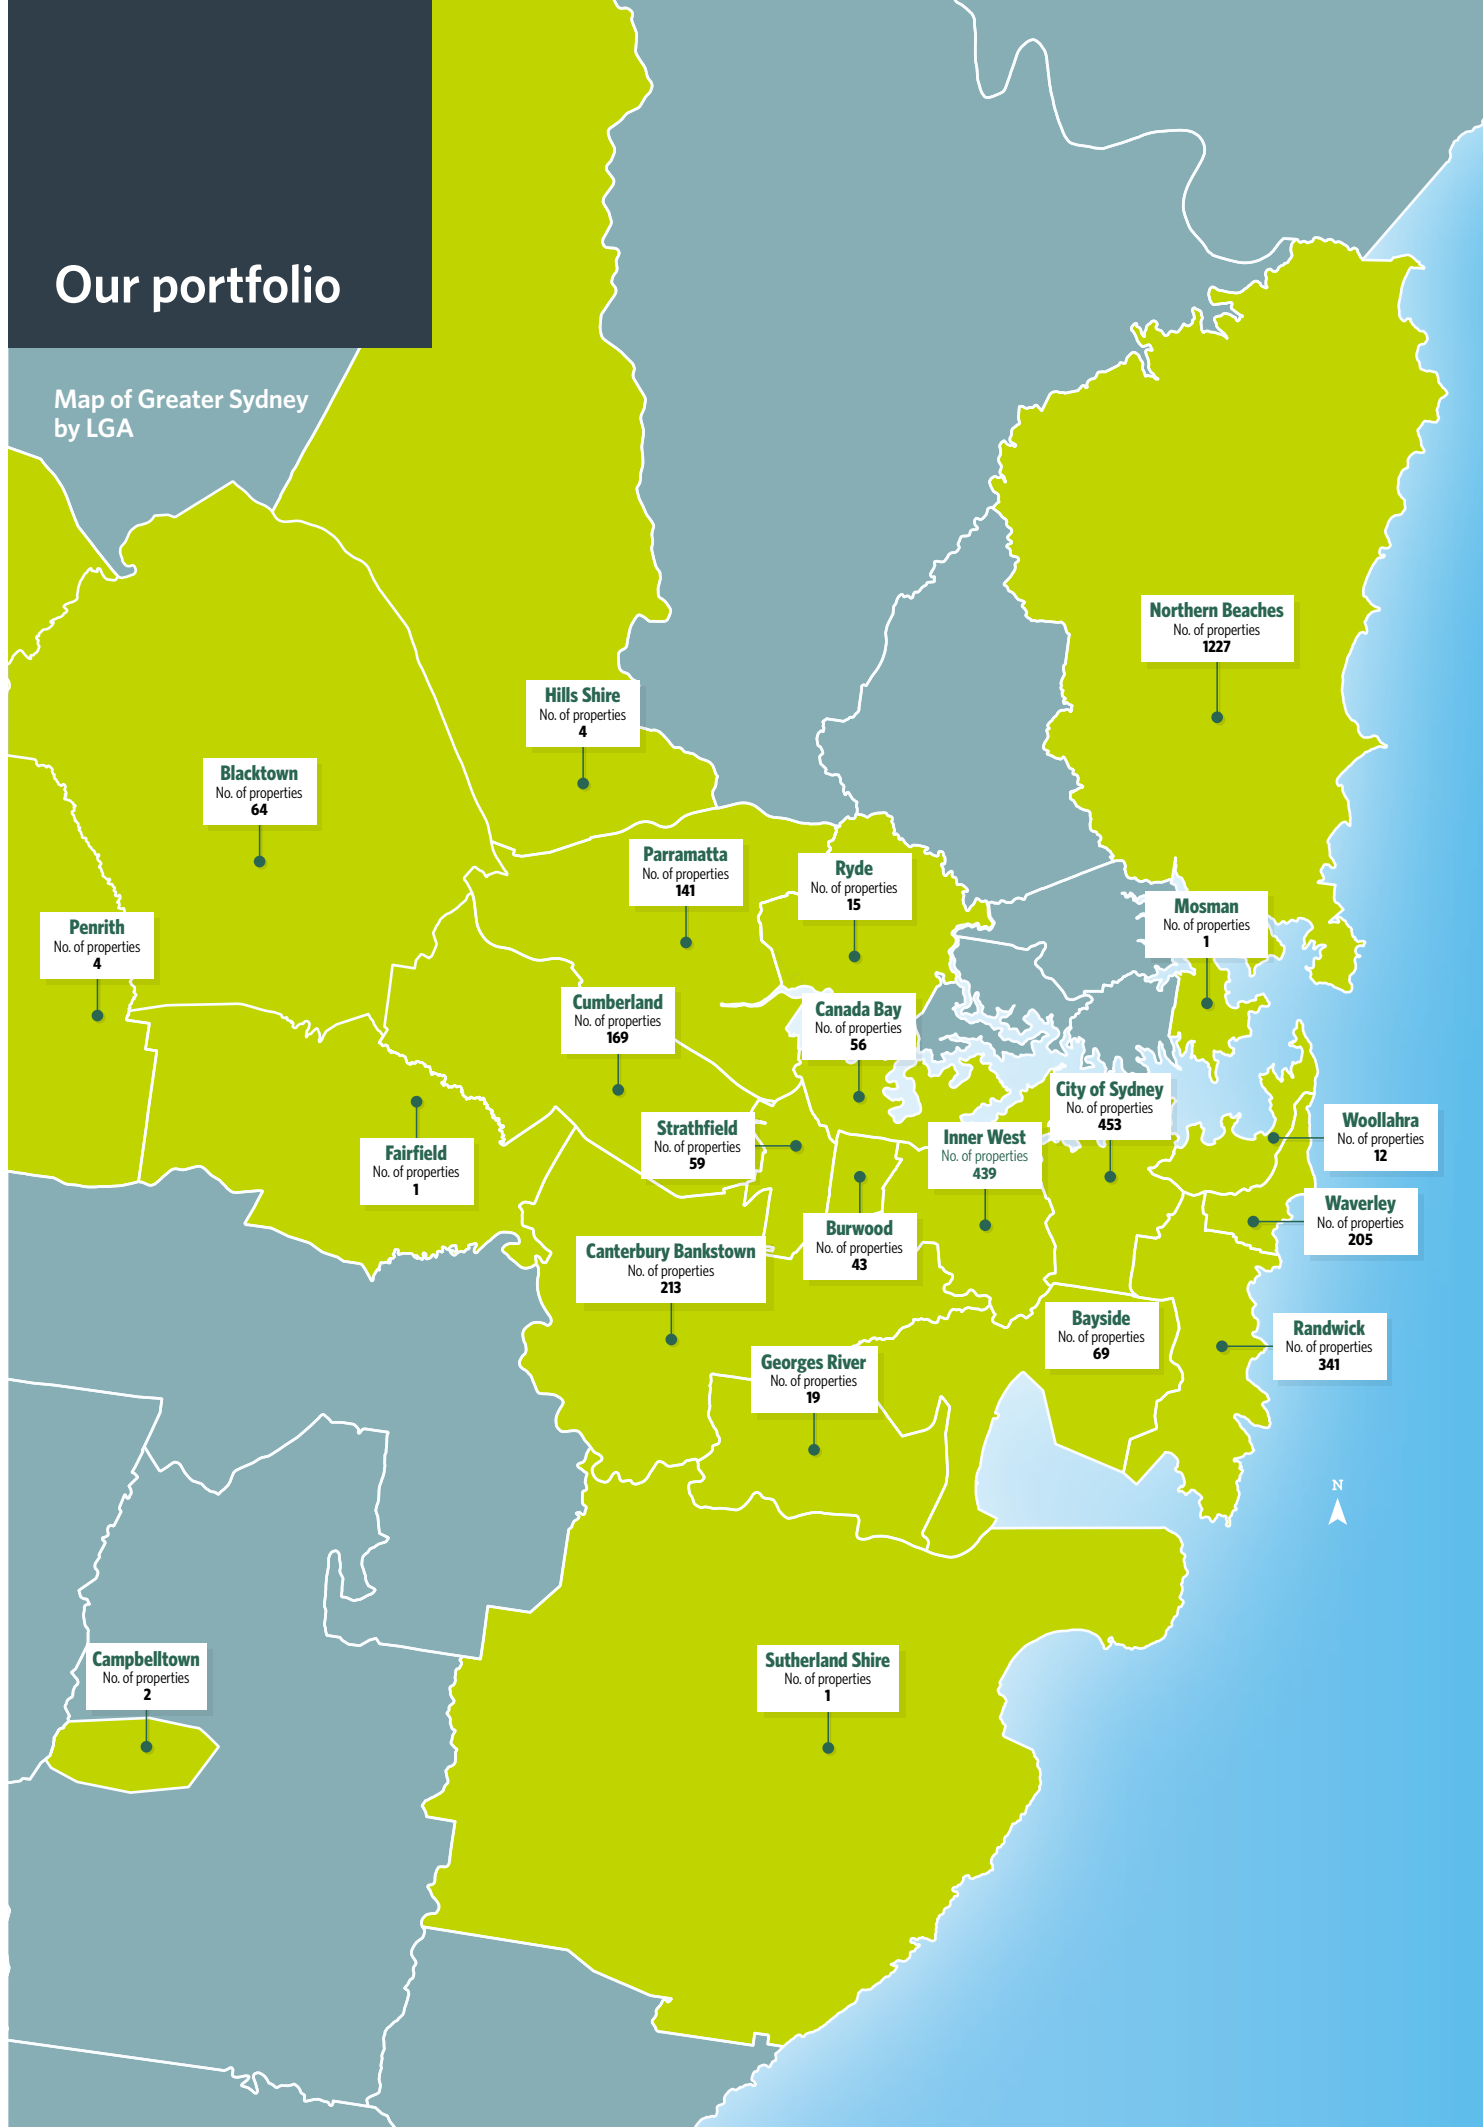 Our portfolio
Map of Greater Sydney
by LGA
Northern Beaches
No. of properties
1227
Hills Shire
No. of properties
4
Blacktown
No. of properties
64
Parramatta
No. of properties
141
Ryde
No. of properties
15
Mosman
No. of properties
1
Penrith
No. of properties
4
Cumberland
No. of properties
169
Canada Bay
No. of properties
56
City of Sydney
No. of properties
453
Strathfield
No. of properties
59
Inner West
No. of properties
439
Woollahra
No. of properties
12
Fairfield
No. of properties
1
Waverley
No. of properties
205
Burwood
No. of properties
43
Canterbury Bankstown
No. of properties
213
Bayside
No. of properties
69
Randwick
No. of properties
341
Georges River
No. of properties
19
N
Campbelltown
No. of properties
2
Sutherland Shire
No. of properties
1